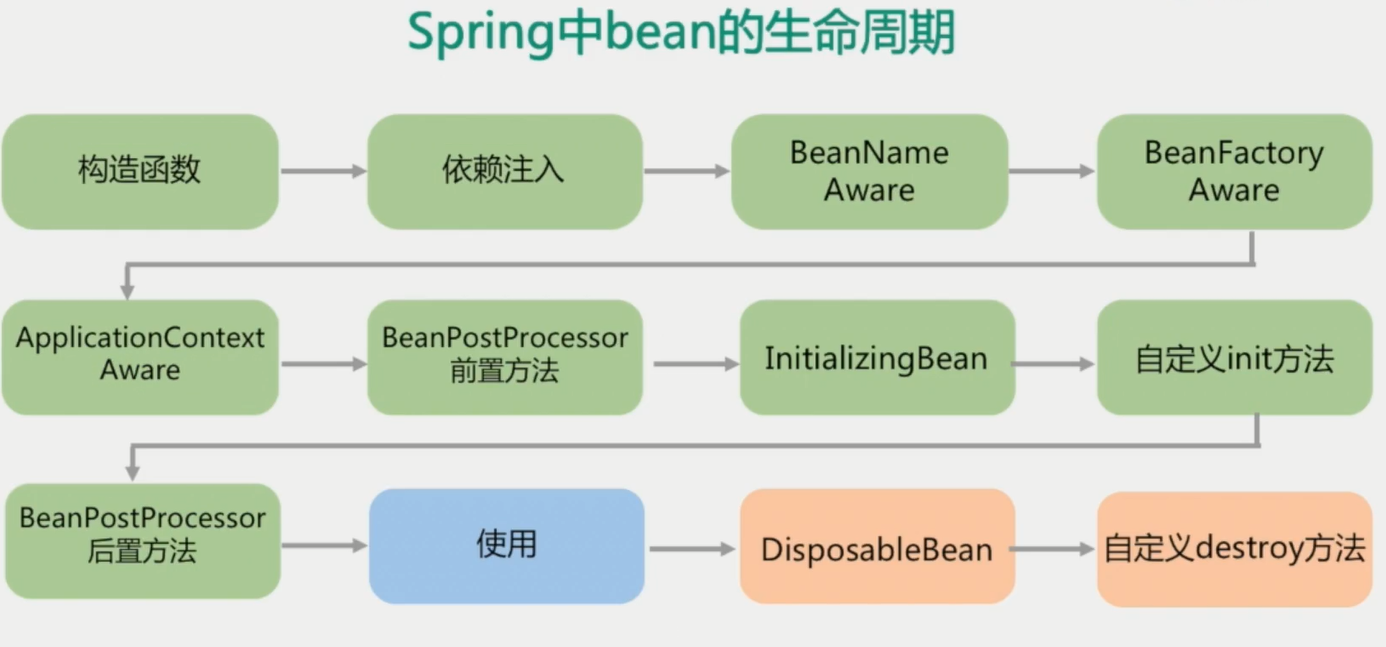 Spring中bean的生命周期
构造函数
依赖注入
BeanName
Aware
BeanFactory
Aware
ApplicationContext
Aware
BeanPostProcessor
前置方法
InitializingBean
自定义init方法
BeanPostProcessor
后置方法
使用
DisposableBean
自定义destroy方法